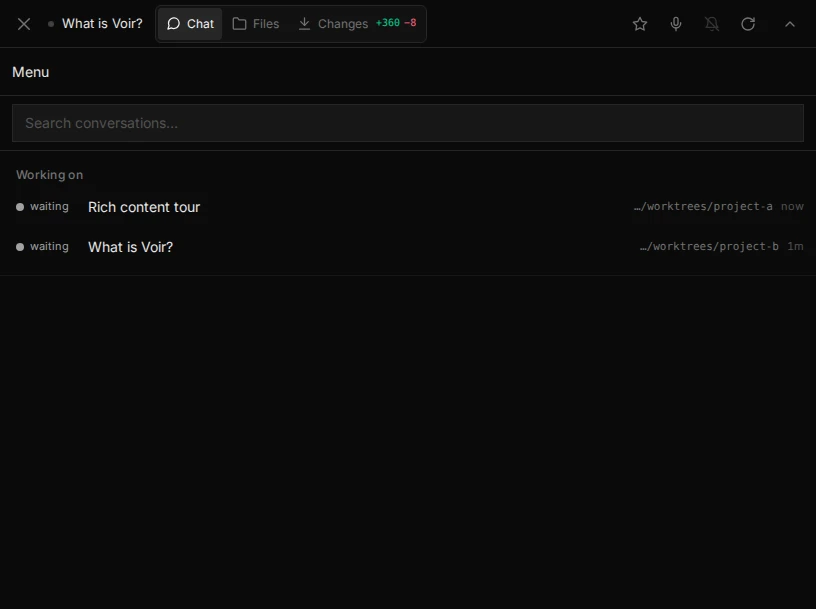 What is Voir? Chat Files Changes +360 −8
Menu
Search conversations...
Working on
waiting Rich content tour …/worktrees/project-a now
waiting What is Voir? …/worktrees/project-b 1m